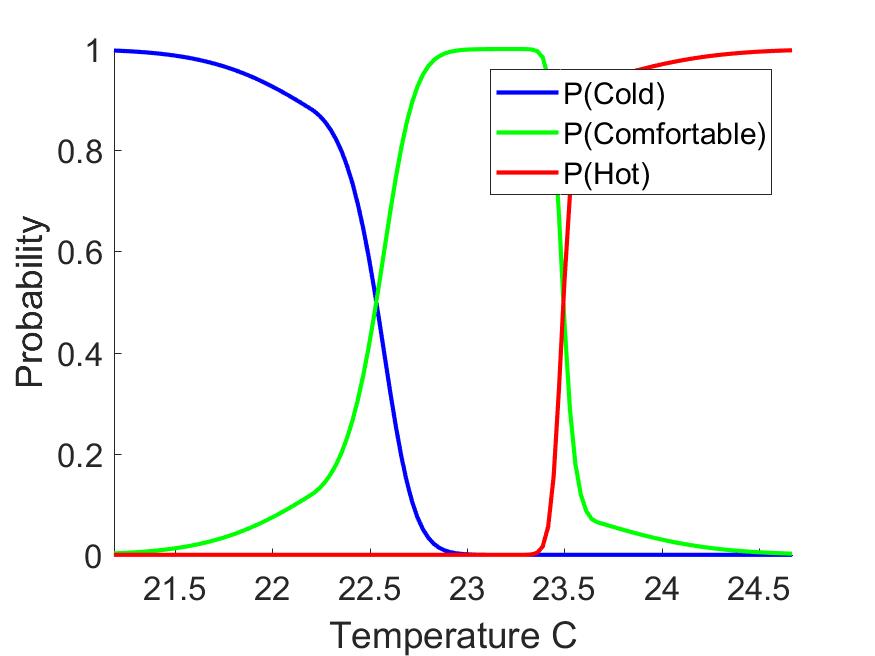 1
0.8
0.6
0.4
0.2
0
Probability
P(Cold)
P(Comfortable)
P(Hot)
21.5 22 22.5 23 23.5 24 24.5
Temperature C